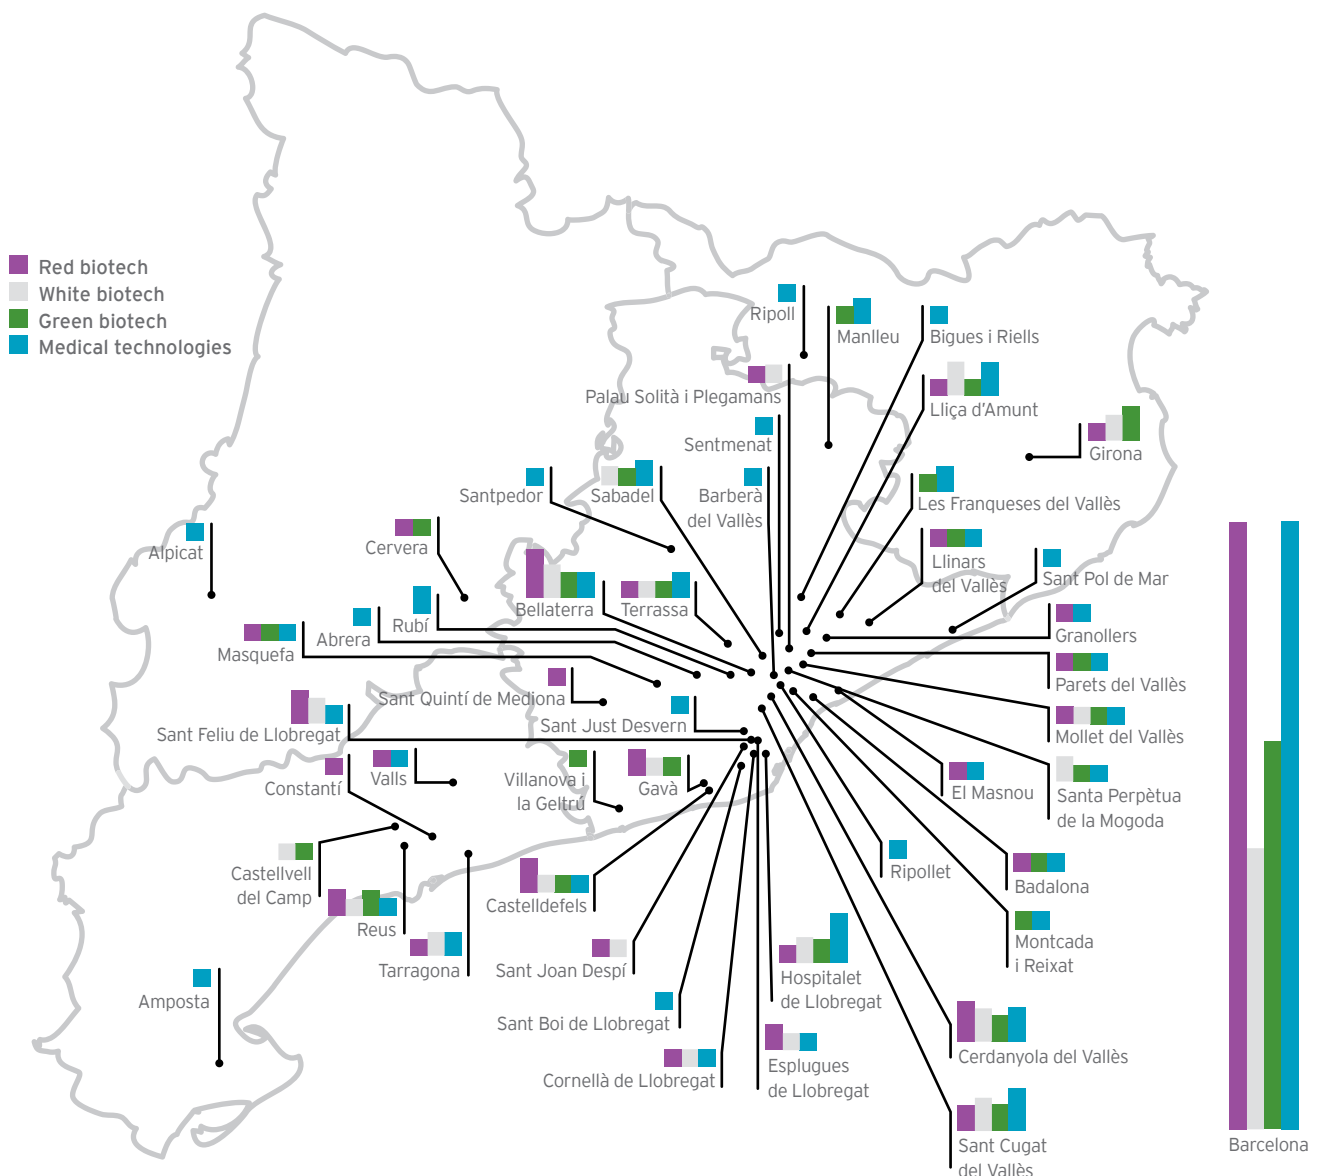 Red biotech
White biotech
Green biotech
Medical technologies
Ripoll
Manlleu
Bigues i Riells
Palau Solità i Plegamans
Lliça d'Amunt
Sentmenat
Girona
Santpedor
Sabadel
Barberà
del Vallès
Les Franqueses del Vallès
Alpicat
Cervera
Llinars
del Vallès
Sant Pol de Mar
Bellaterra
Terrassa
Rubí
Abrera
Granollers
Masquefa
Parets del Vallès
Sant Quintí de Mediona
Sant Just Desvern
Sant Feliu de Llobregat
Mollet del Vallès
Constantí
Valls
Villanova i
la Geltrú
Gavà
El Masnou
Santa Perpètua
de la Mogoda
Castellvell
del Camp
Ripollet
Badalona
Castelldefels
Reus
Montcada
i Reixat
Tarragona
Sant Joan Despí
Hospitalet
de Llobregat
Amposta
Sant Boi de Llobregat
Cornellà de Llobregat
Esplugues
de Llobregat
Cerdanyola del Vallès
Sant Cugat
del Vallès
Barcelona